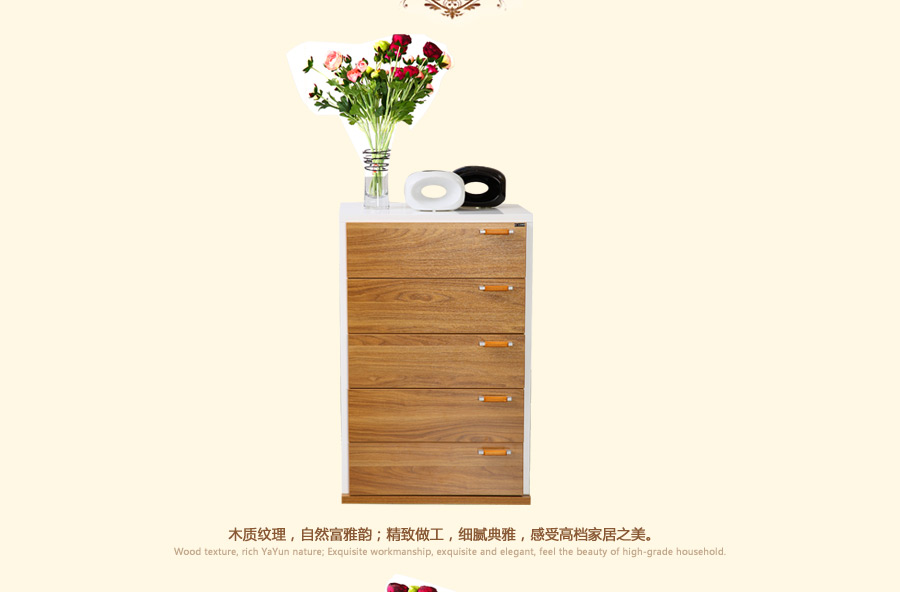 木质纹理，自然富雅韵；精致做工，细腻典雅，感受高档家居之美。
Wood texture, rich YaYun nature; Exquisite workmanship, exquisite and elegant, feel the beauty of high-grade household.